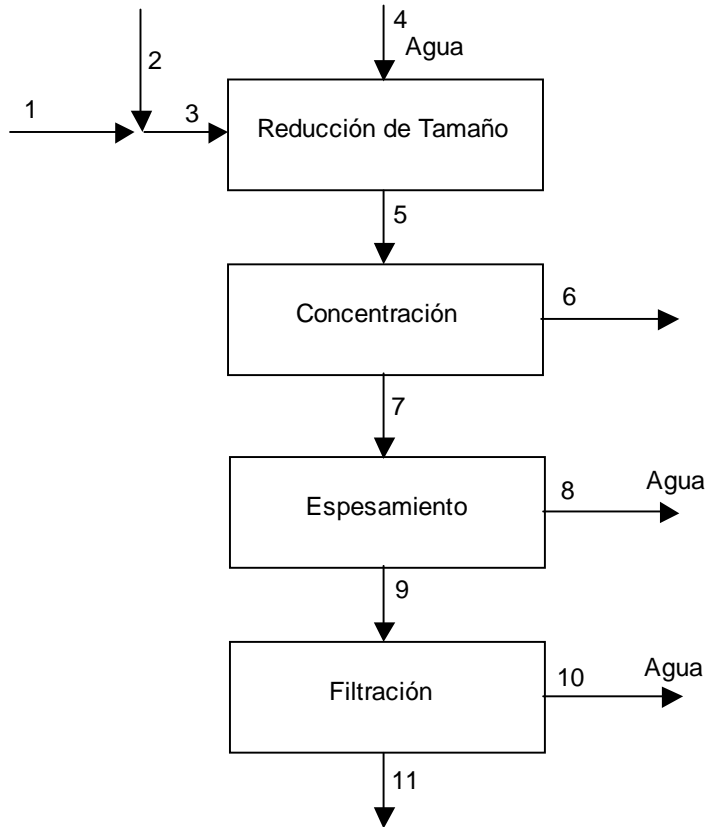 4
Agua
2
1
3
Reducción de Tamaño
5
Concentración
6
7
Espesamiento
8
Agua
9
Filtración
10
Agua
11